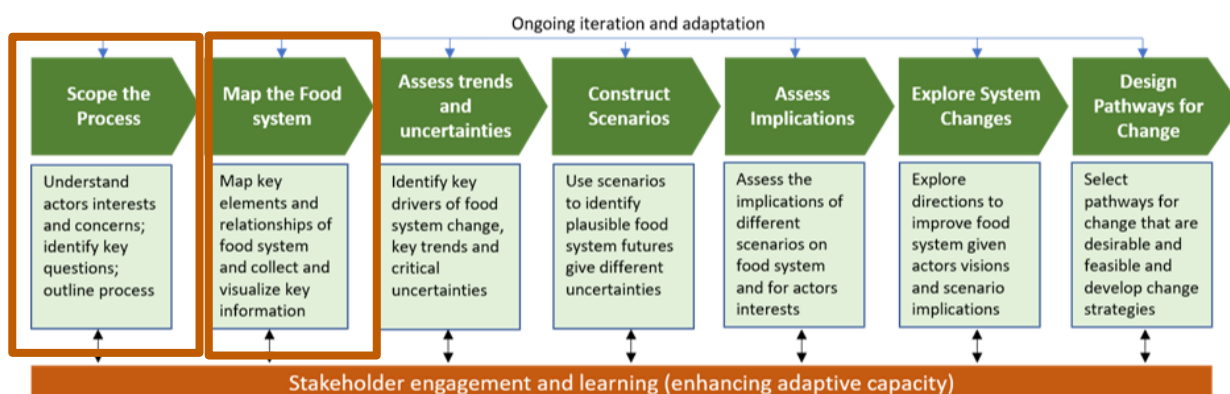 Ongoing iteration and adaptation
Scope the
Process
Map the Food
system
Assess trends
and
uncertainties
Construct
Scenarios
Assess
Implications
Explore System
Changes
Design
Pathways for
Change
Understand
actors interests
and concerns;
identify key
questions;
outline process
Map key
elements and
relationships of
food system
and collect and
visualize key
information
Identify key
drivers of food
system change,
key trends and
critical
uncertainties
Use scenarios
to identify
plausible food
system futures
give different
uncertainties
Assess the
implications of
different
scenarios on
food system
and for actors
interests
Explore
directions to
improve food
system given
actors visions
and scenario
implications
Select
pathways for
change that are
desirable and
feasible and
develop change
strategies
Stakeholder engagement and learning (enhancing adaptive capacity)